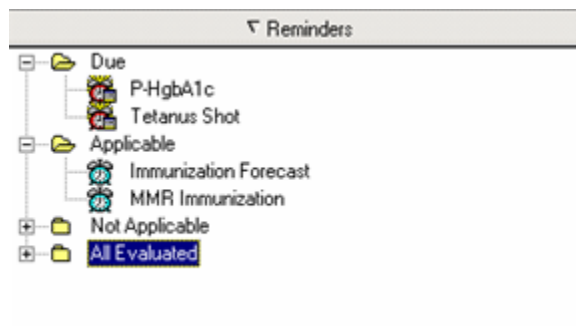 Reminders
Due
P-HgbA1c
Tetanus Shot
Applicable
Immunization Forecast
MMR Immunization
Not Applicable
All Evaluated